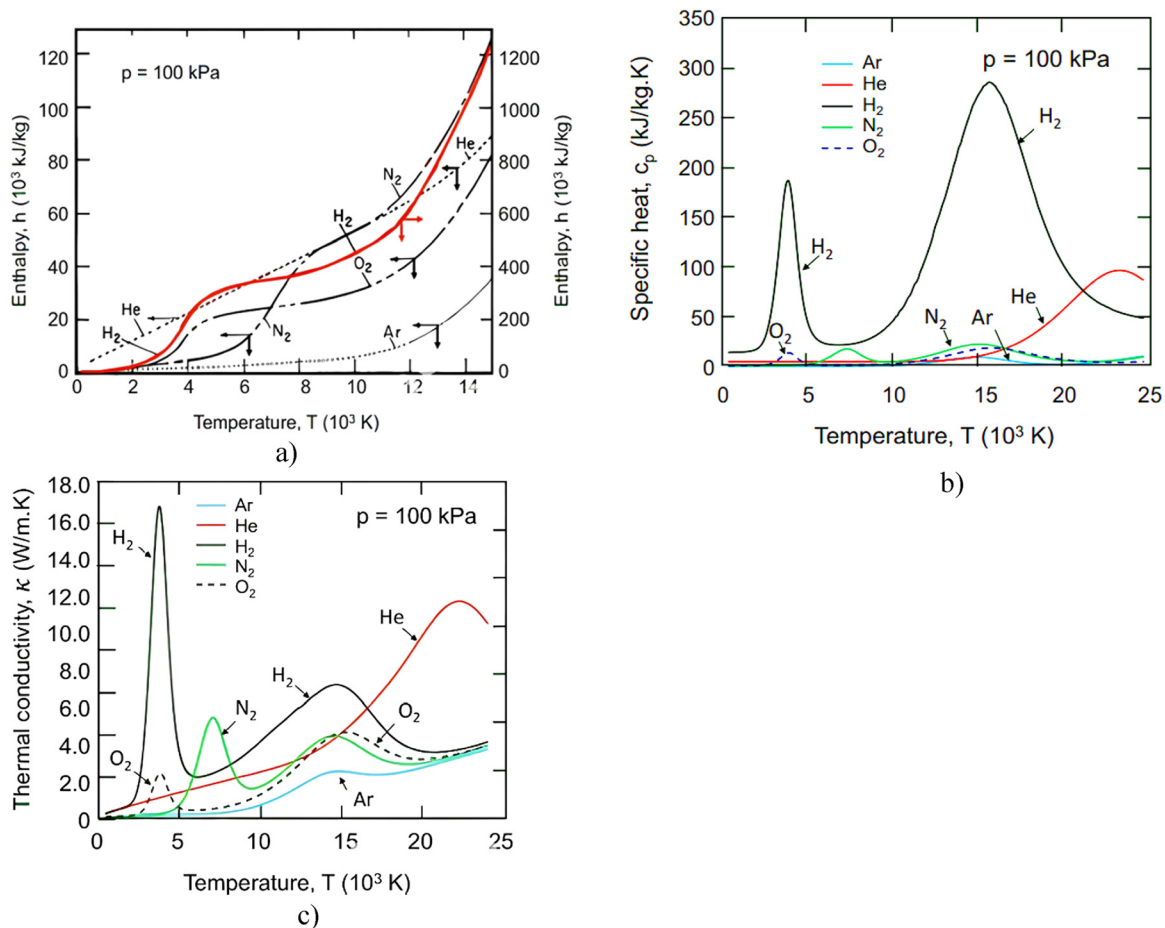 p = 100 kPa
Enthalpy, h (10³ kJ/kg)
120
100
80
60
40
20
0
1200
1000
800
600
400
200
0
Enthalpy, h (10³ kJ/kg)
He
N₂
H₂
O₂
He
H₂
N₂
Ar
0 2 4 6 8 10 12 14
Temperature, T (10³ K)
a)
b)
350
300
250
200
150
100
50
0
Specific heat, cₚ (kJ/kg.K)
Ar
He
H₂
N₂
O₂
p = 100 kPa
H₂
H₂
He
N₂
Ar
O₂
0 5 10 15 20 25
Temperature, T (10³ K)
b)
18.0
16.0
14.0
12.0
10.0
8.0
6.0
4.0
2.0
0
Thermal conductivity, κ (W/m.K)
Ar
He
H₂
N₂
O₂
p = 100 kPa
H₂
He
H₂
N₂
O₂
O₂
Ar
0 5 10 15 20 25
Temperature, T (10³ K)
c)